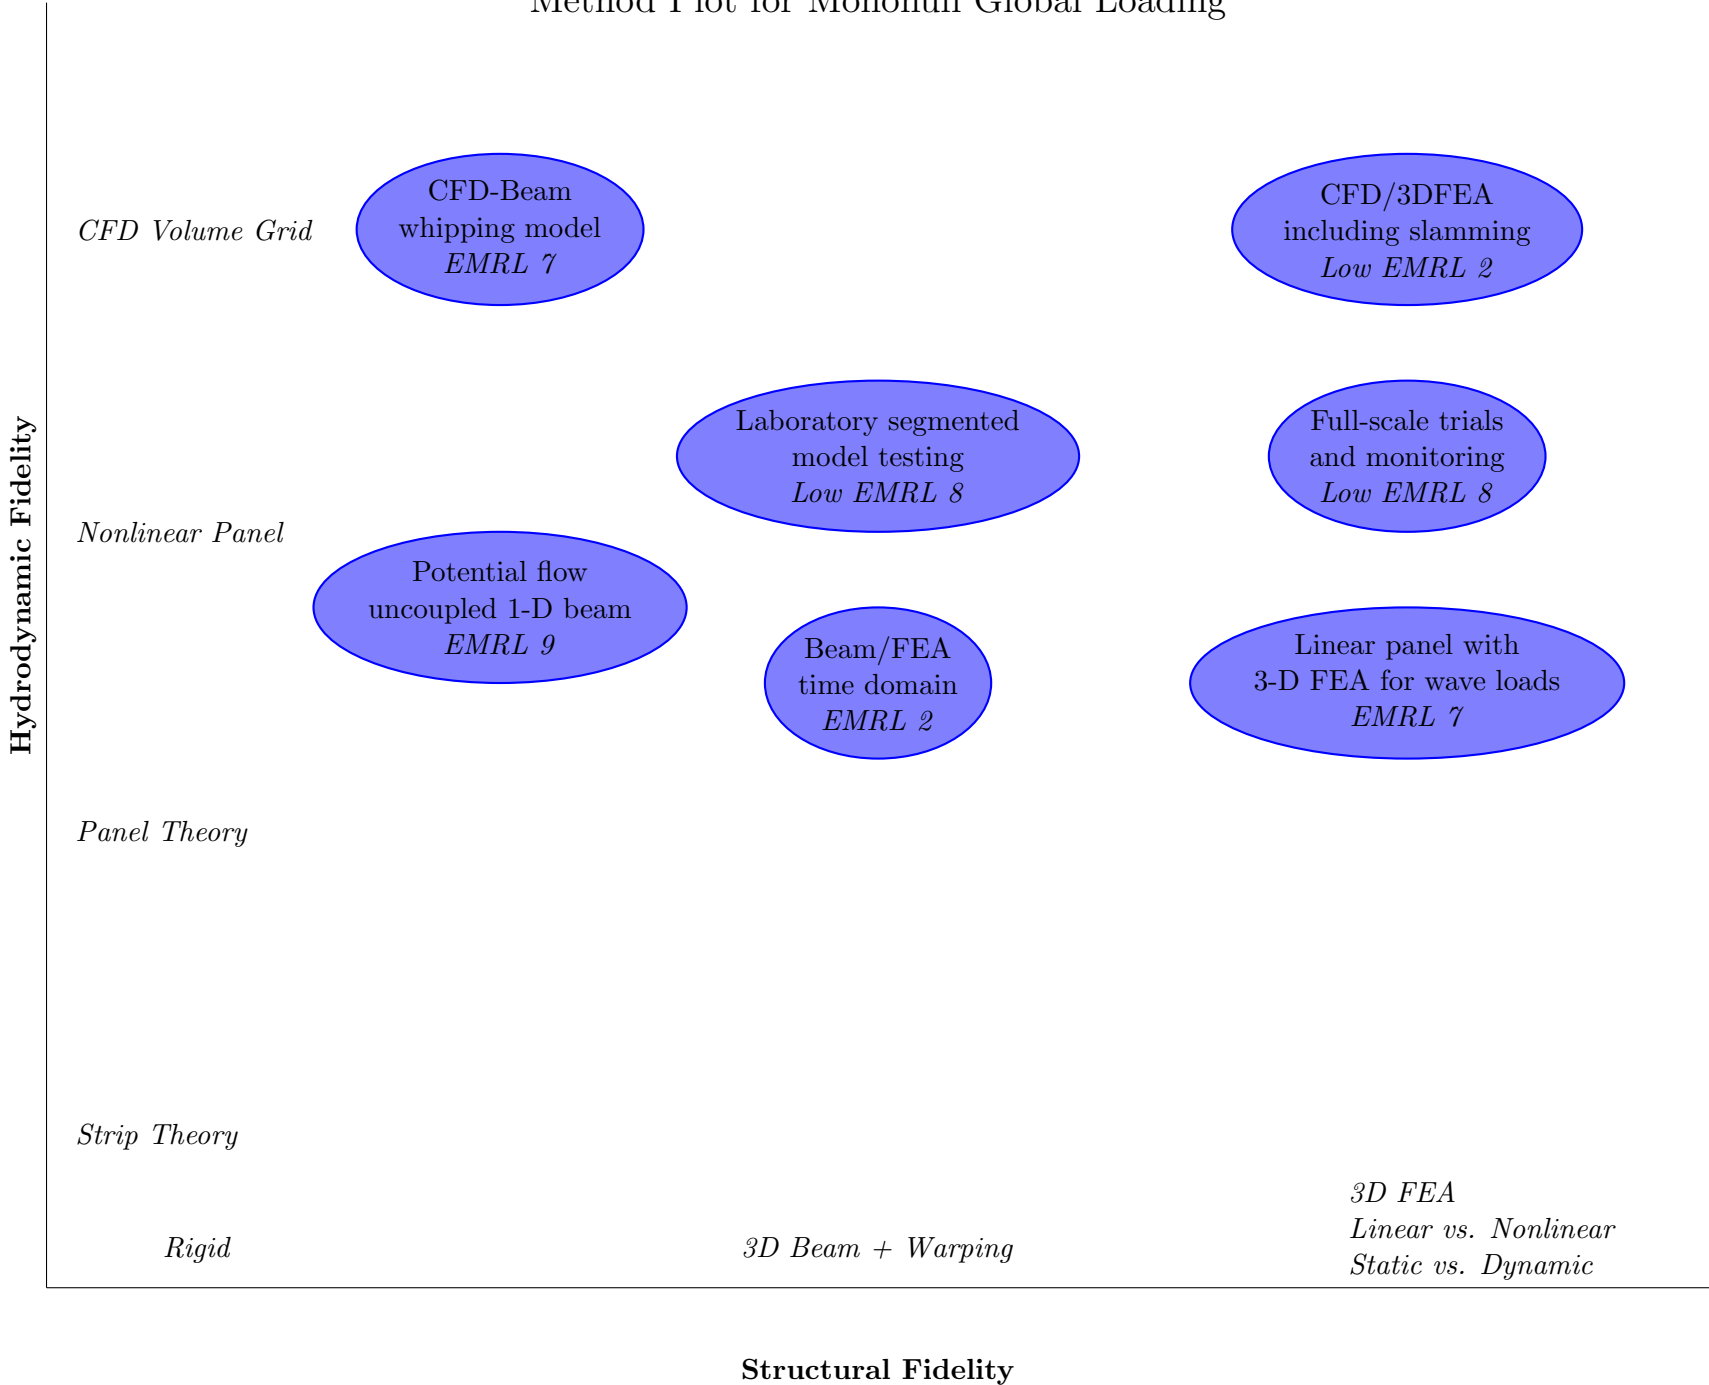 Method Plot for Monohull Global Loading
CFD Volume Grid
CFD-Beam
whipping model
EMRL 7
CFD/3DFEA
including slamming
Low EMRL 2
Laboratory segmented
model testing
Low EMRL 8
Full-scale trials
and monitoring
Low EMRL 8
Hydrodynamic Fidelity
Nonlinear Panel
Potential flow
uncoupled 1-D beam
EMRL 9
Beam/FEA
time domain
EMRL 2
Linear panel with
3-D FEA for wave loads
EMRL 7
Panel Theory
Strip Theory
Rigid
3D Beam + Warping
3D FEA
Linear vs. Nonlinear
Static vs. Dynamic
Structural Fidelity